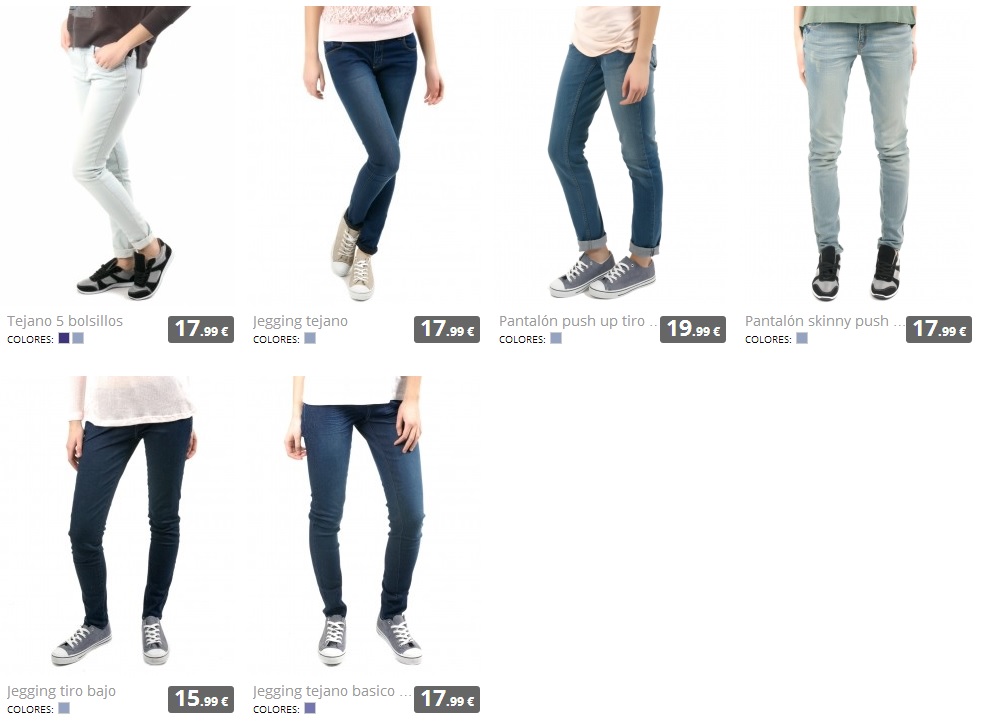 Tejano 5 bolsillos
COLORES:
17.99 €
Jegging tejano
COLORES:
17.99 €
Pantalón push up tiro ...
COLORES:
19.99 €
Pantalón skinny push ...
COLORES:
17.99 €
Jegging tiro bajo
COLORES:
15.99 €
Jegging tejano basico ...
COLORES:
17.99 €